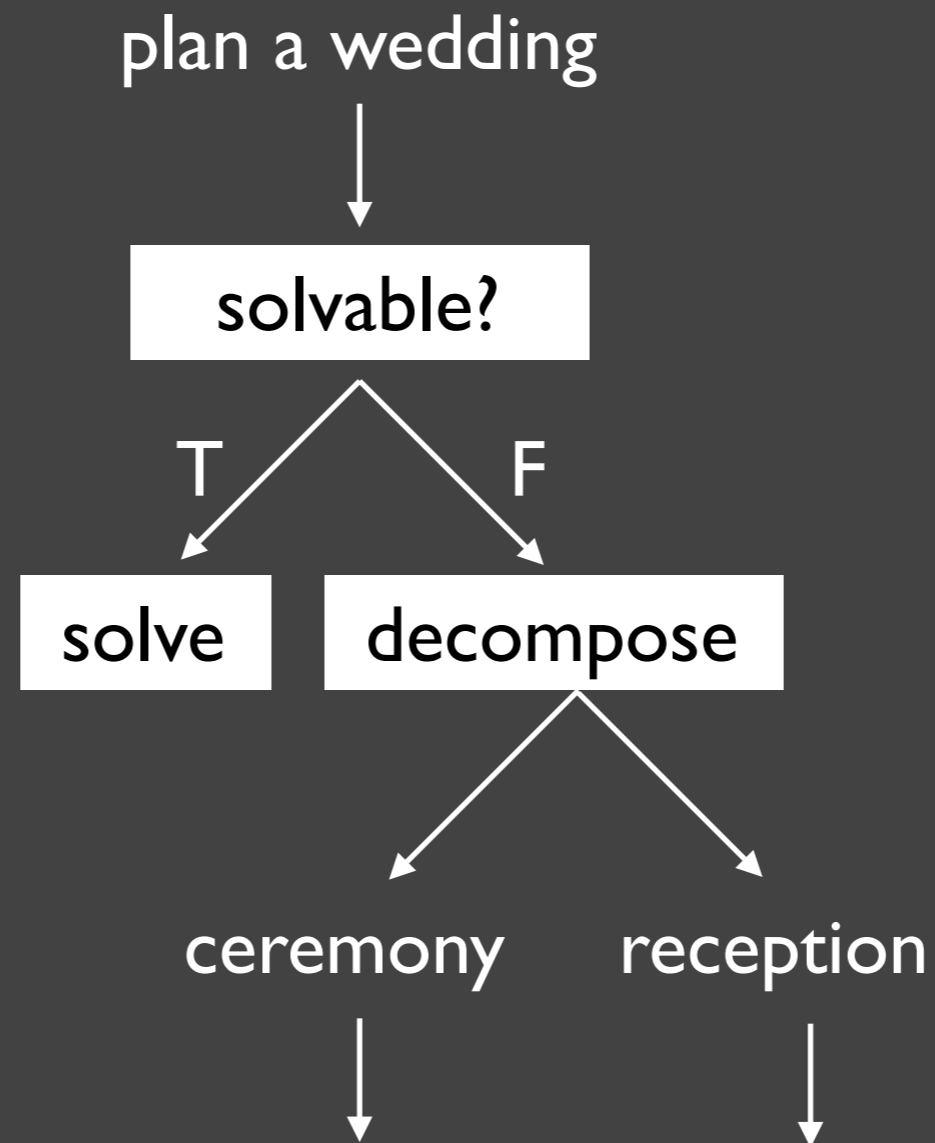 plan a wedding
solvable?
T F
solve decompose
ceremony reception